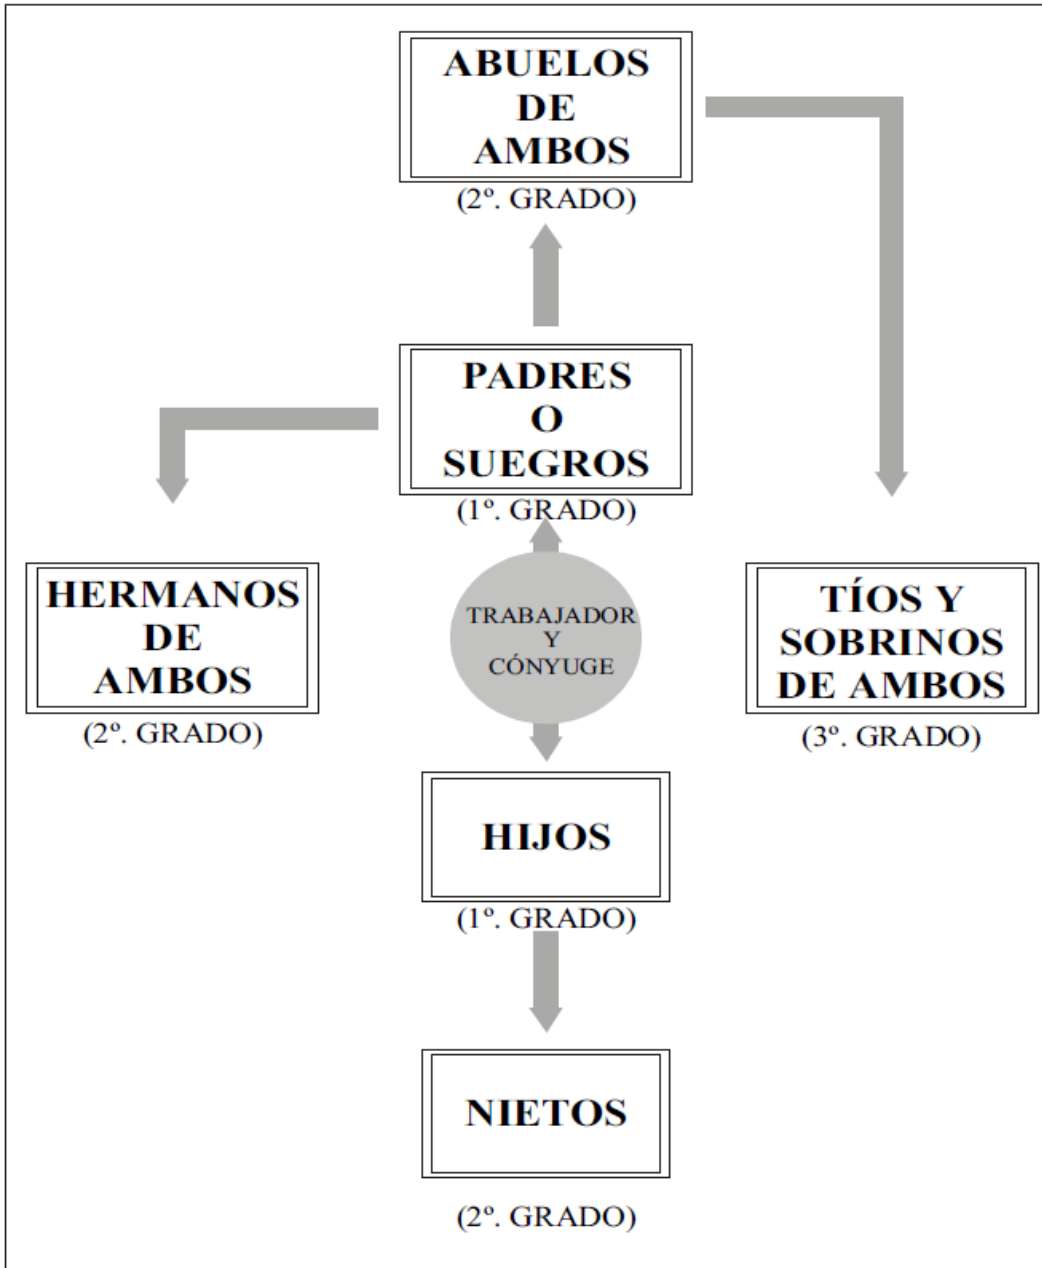 ABUELOS
DE
AMBOS
(2º. GRADO)
PADRES
O
SUEGROS
(1º. GRADO)
HERMANOS
DE
AMBOS
(2º. GRADO)
TRABAJADOR
Y
CÓNYUGE
TÍOS Y
SOBRINOS
DE AMBOS
(3º. GRADO)
HIJOS
(1º. GRADO)
NIETOS
(2º. GRADO)